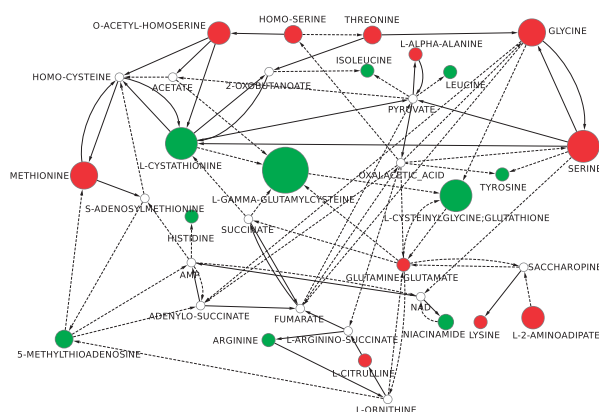 HOMO-SERINE
THREONINE
O-ACETYL-HOMOSERINE
GLYCINE
L-ALPHA-ALANINE
ISOLEUCINE
HOMO-CYSTEINE
ACETATE
2-OXOBUTANOATE
LEUCINE
PYRUVATE
L-CYSTATHIONINE
SERINE
METHIONINE
OXALACETIC_ACID
TYROSINE
L-GAMMA-GLUTAMYLCYSTEINE
S-ADENOSYLMETHIONINE
L-CYSTEINYLGLYCINE;GLUTATHIONE
SUCCINATE
HISTIDINE
AMP
GLUTAMINE;GLUTAMATE
SACCHAROPINE
NAD
ADENYLO-SUCCINATE
FUMARATE
NIACINAMIDE
LYSINE
L-2-AMINOADIPATE
ARGININE
L-ARGININO-SUCCINATE
5-METHYLTHIOADENOSINE
L-CITRULLINE
L-ORNITHINE